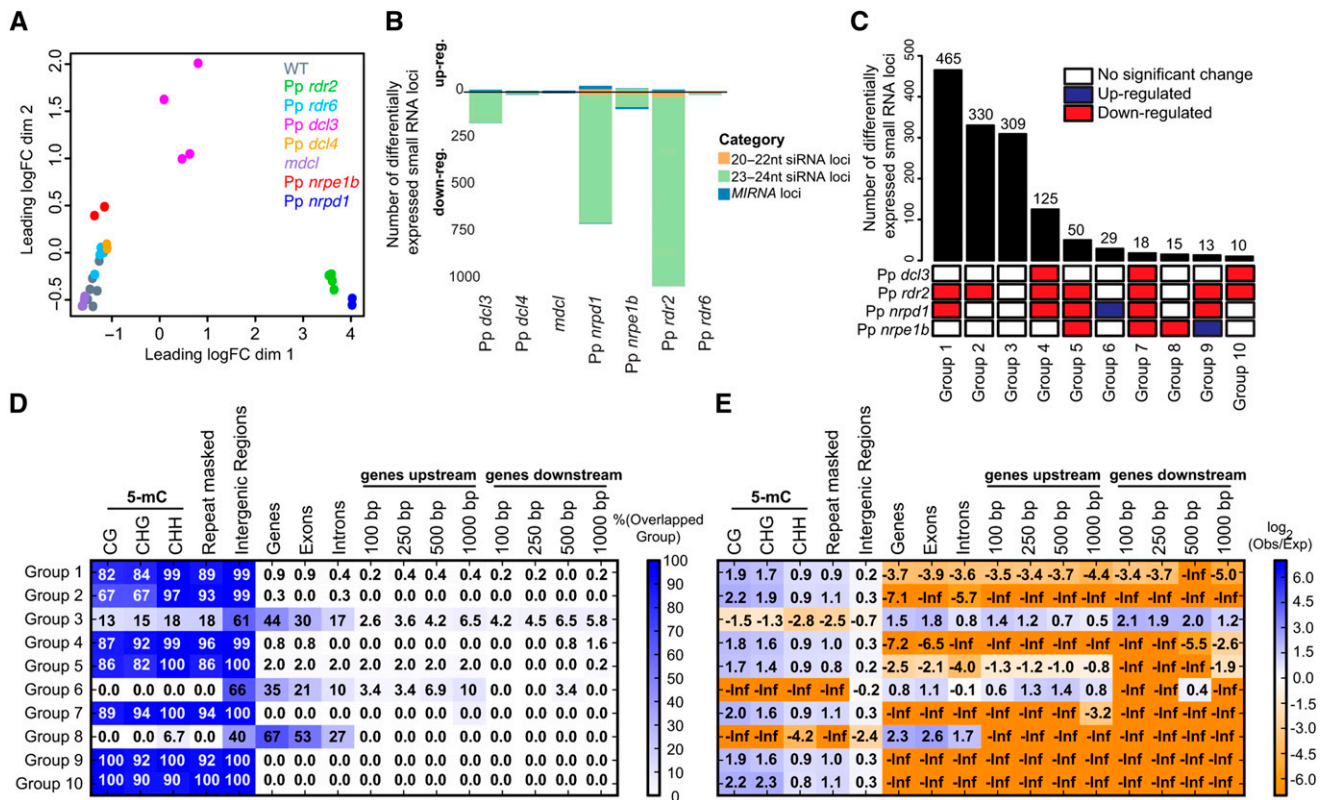 A
2.0
1.5
1.0
0.5
0.0
−0.5
−1
0
1
2
3
4
Leading logFC dim 2
Leading logFC dim 1
WT
Pp rdr2
Pp rdr6
Pp dcl3
Pp dcl4
mdcl
Pp nrpe1b
Pp nrpd1
B
Number of differentially
expressed small RNA loci
up-reg.
down-reg.
0
250
500
750
1000
Category
20–22nt siRNA loci
23–24nt siRNA loci
MIRNA loci
Pp dcl3
Pp dcl4
mdcl
Pp nrpd1
Pp nrpe1b
Pp rdr2
Pp rdr6
C
Number of differentially
expressed small RNA loci
500
400
300
200
100
0
465
330
309
125
50
29
18
15
13
10
No significant change
Up-regulated
Down-regulated
Pp dcl3
Pp rdr2
Pp nrpd1
Pp nrpe1b
Group 1
Group 2
Group 3
Group 4
Group 5
Group 6
Group 7
Group 8
Group 9
Group 10
D
5-mC
genes upstream
genes downstream
CG
CHG
CHH
Repeat masked
Intergenic Regions
Genes
Exons
Introns
100 bp
250 bp
500 bp
1000 bp
100 bp
250 bp
500 bp
1000 bp
%(Overlapped
Group)
Group 1 82 84 99 89 99 0.9 0.9 0.4 0.2 0.4 0.4 0.4 0.2 0.2 0.0 0.2
Group 2 67 67 97 93 99 0.3 0.0 0.3 0.0 0.0 0.0 0.0 0.0 0.0 0.0 0.0
Group 3 13 15 18 18 61 44 30 17 2.6 3.6 4.2 6.5 4.2 4.5 6.5 5.8
Group 4 87 92 99 96 99 0.8 0.8 0.0 0.0 0.0 0.0 0.0 0.0 0.0 0.8 1.6
Group 5 86 82 100 86 100 2.0 2.0 2.0 2.0 2.0 2.0 2.0 0.0 0.0 0.0 0.2
Group 6 0.0 0.0 0.0 0.0 66 35 21 10 3.4 3.4 6.9 10 0.0 0.0 3.4 0.0
Group 7 89 94 100 94 100 0.0 0.0 0.0 0.0 0.0 0.0 0.0 0.0 0.0 0.0 0.0
Group 8 0.0 0.0 6.7 0.0 40 67 53 27 0.0 0.0 0.0 0.0 0.0 0.0 0.0 0.0
Group 9 100 92 100 92 100 0.0 0.0 0.0 0.0 0.0 0.0 0.0 0.0 0.0 0.0 0.0
Group 10 100 90 90 100 100 0.0 0.0 0.0 0.0 0.0 0.0 0.0 0.0 0.0 0.0 0.0
100
90
80
70
60
50
40
30
20
10
0
E
5-mC
genes upstream
genes downstream
CG
CHG
CHH
Repeat masked
Intergenic Regions
Genes
Exons
Introns
100 bp
250 bp
500 bp
1000 bp
100 bp
250 bp
500 bp
1000 bp
log2
(Obs/Exp)
1.9 1.7 0.9 0.9 0.2 -3.7 -3.9 -3.6 -3.5 -3.4 -3.7 -4.4 -3.4 -3.7 -Inf -5.0
2.2 1.9 0.9 1.1 0.3 -7.1 -Inf -5.7 -Inf -Inf -Inf -Inf -Inf -Inf -Inf -Inf
-1.5 -1.3 -2.8 -2.5 -0.7 1.5 1.8 0.8 1.4 1.2 0.7 0.5 2.1 1.9 2.0 1.2
1.8 1.6 0.9 1.0 0.3 -7.2 -6.5 -Inf -Inf -Inf -Inf -Inf -Inf -Inf -5.5 -2.6
1.7 1.4 0.9 0.8 0.2 -2.5 -2.1 -4.0 -1.3 -1.2 -1.0 -0.8 -Inf -Inf -Inf -1.9
-Inf -Inf -Inf -Inf -0.2 0.8 1.1 -0.1 0.6 1.3 1.4 0.8 -Inf -Inf 0.4 -Inf
2.0 1.6 0.9 1.1 0.3 -Inf -Inf -Inf -Inf -Inf -Inf -3.2 -Inf -Inf -Inf -Inf
-Inf -Inf -4.2 -Inf -2.4 2.3 2.6 1.7 -Inf -Inf -Inf -Inf -Inf -Inf -Inf -Inf
1.9 1.6 0.9 1.0 0.3 -Inf -Inf -Inf -Inf -Inf -Inf -Inf -Inf -Inf -Inf -Inf
2.2 2.3 0.8 1.1 0.3 -Inf -Inf -Inf -Inf -Inf -Inf -Inf -Inf -Inf -Inf -Inf
6.0
4.5
3.0
1.5
0.0
-1.5
-3.0
-4.5
-6.0